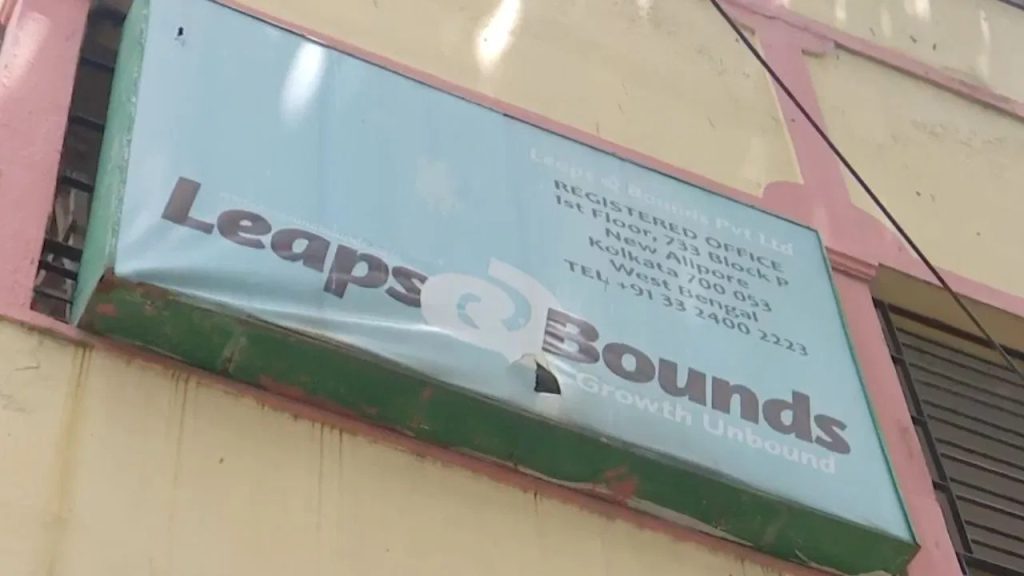 Leaps & Bounds Pvt Ltd
REGISTERED OFFICE
1st Floor, 733 Block P
New Alipore
Kolkata 700 053
West Bengal
TEL +91 33 2400 2223
Leaps
Bounds
Growth Unbound